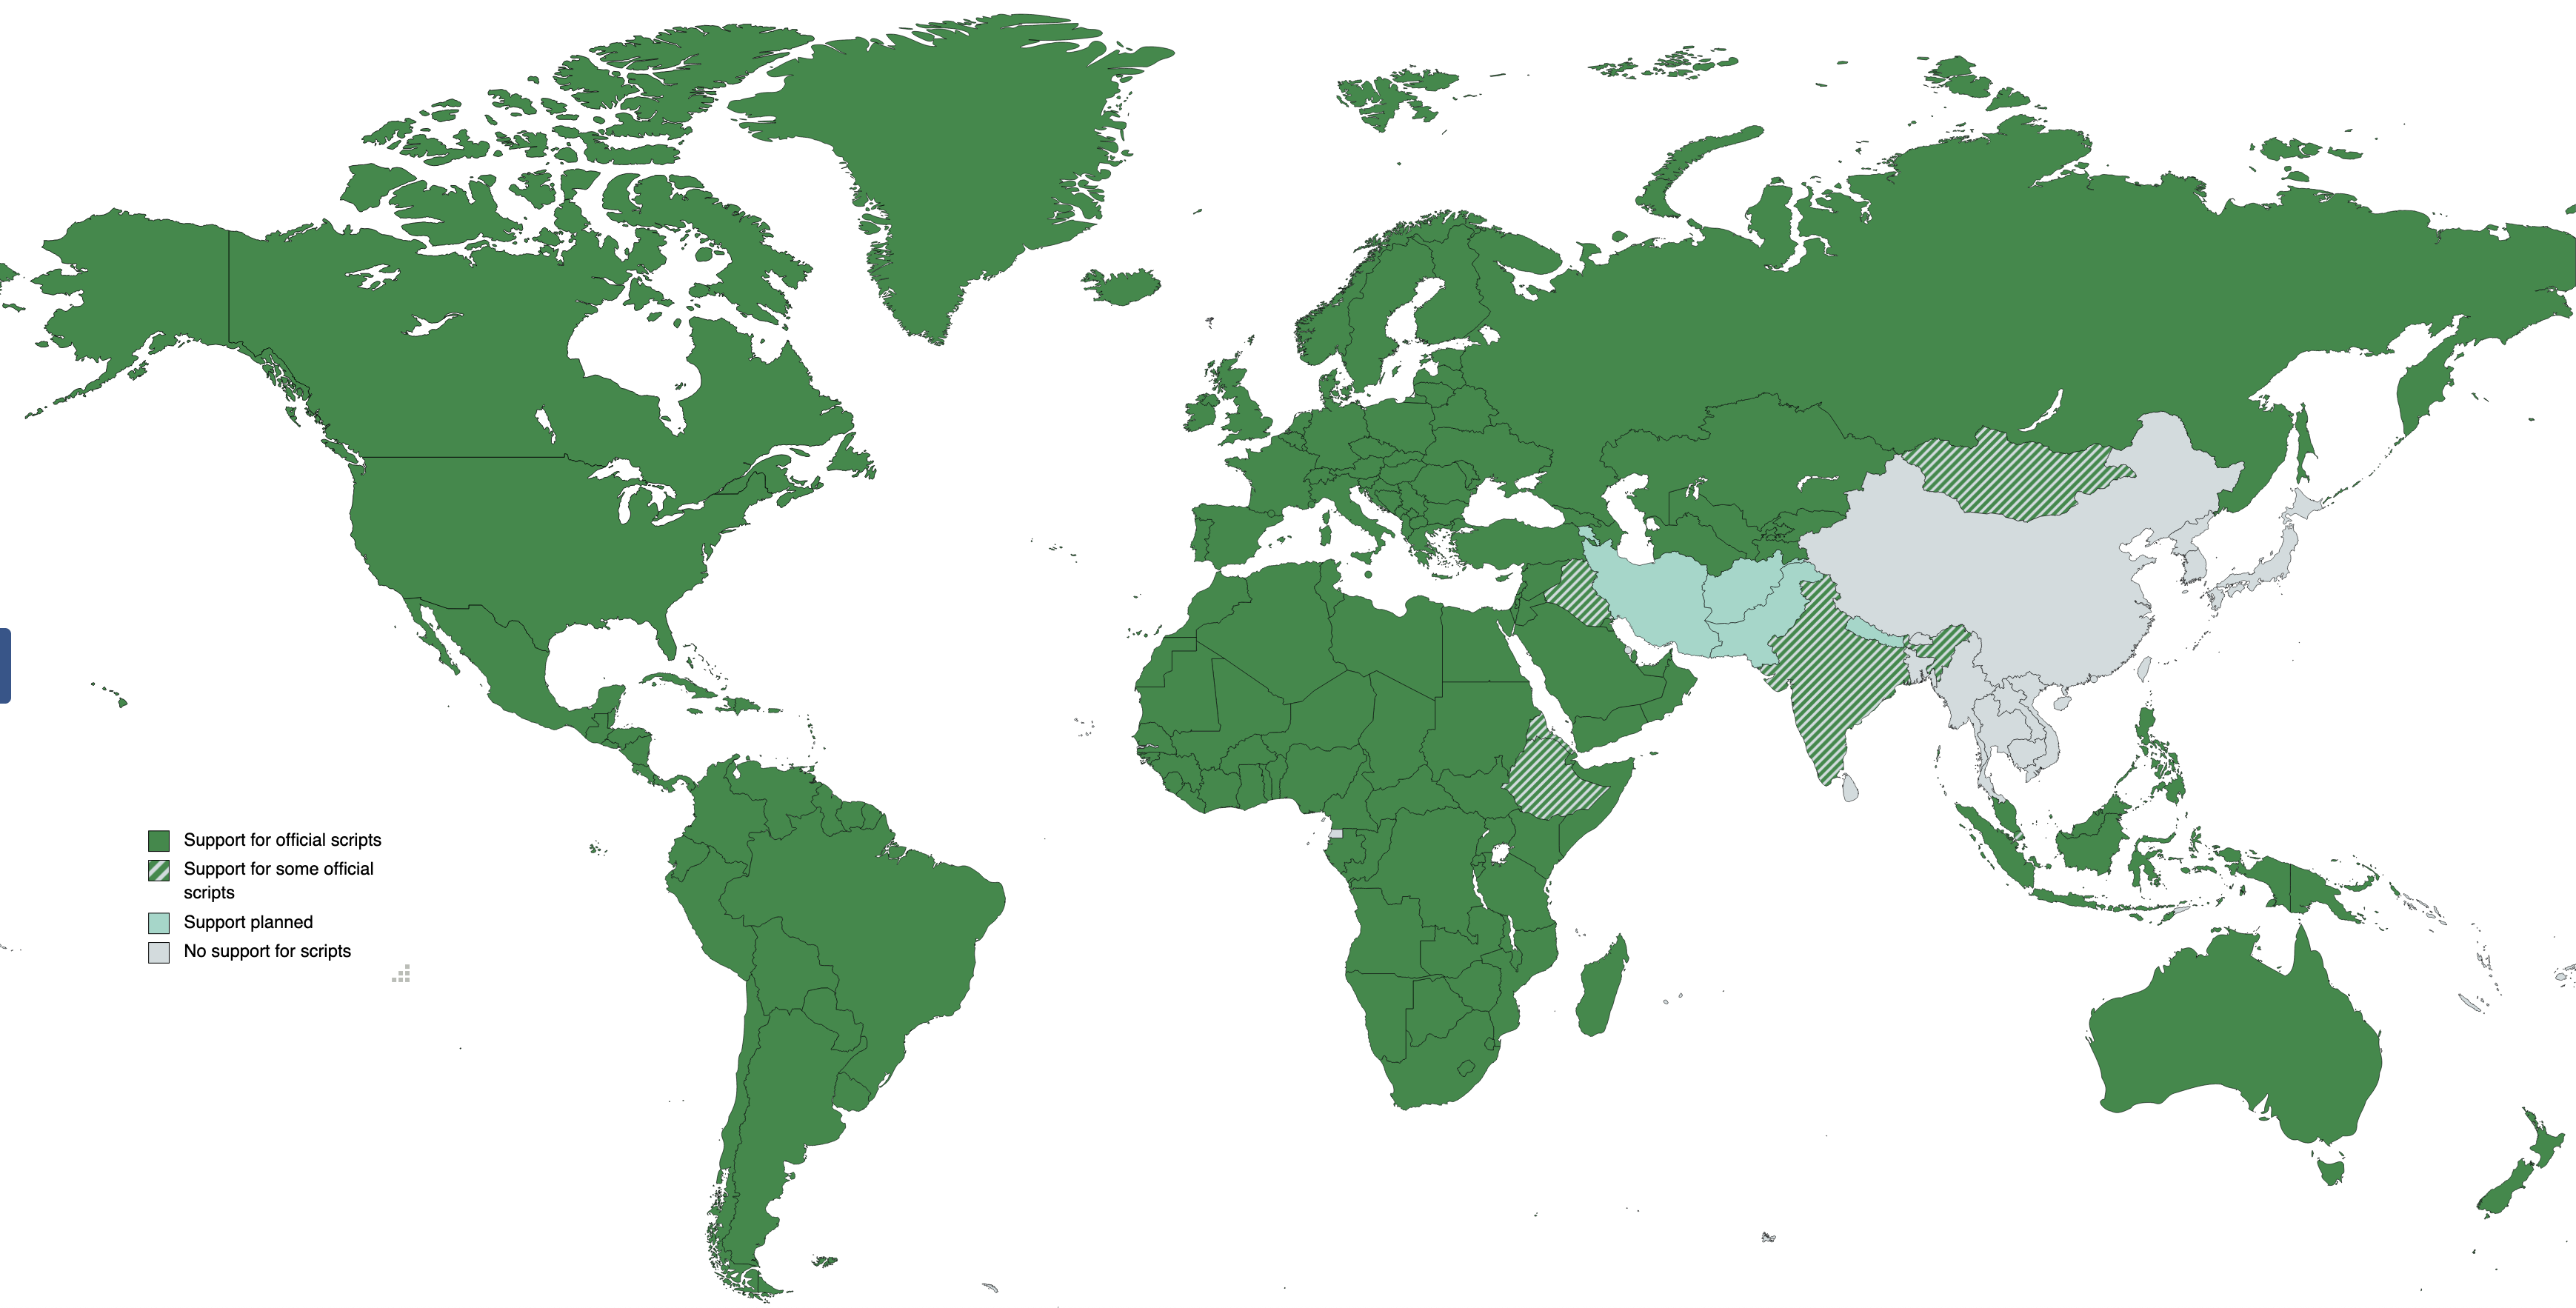 Support for official scripts
Support for some official
scripts
Support planned
No support for scripts